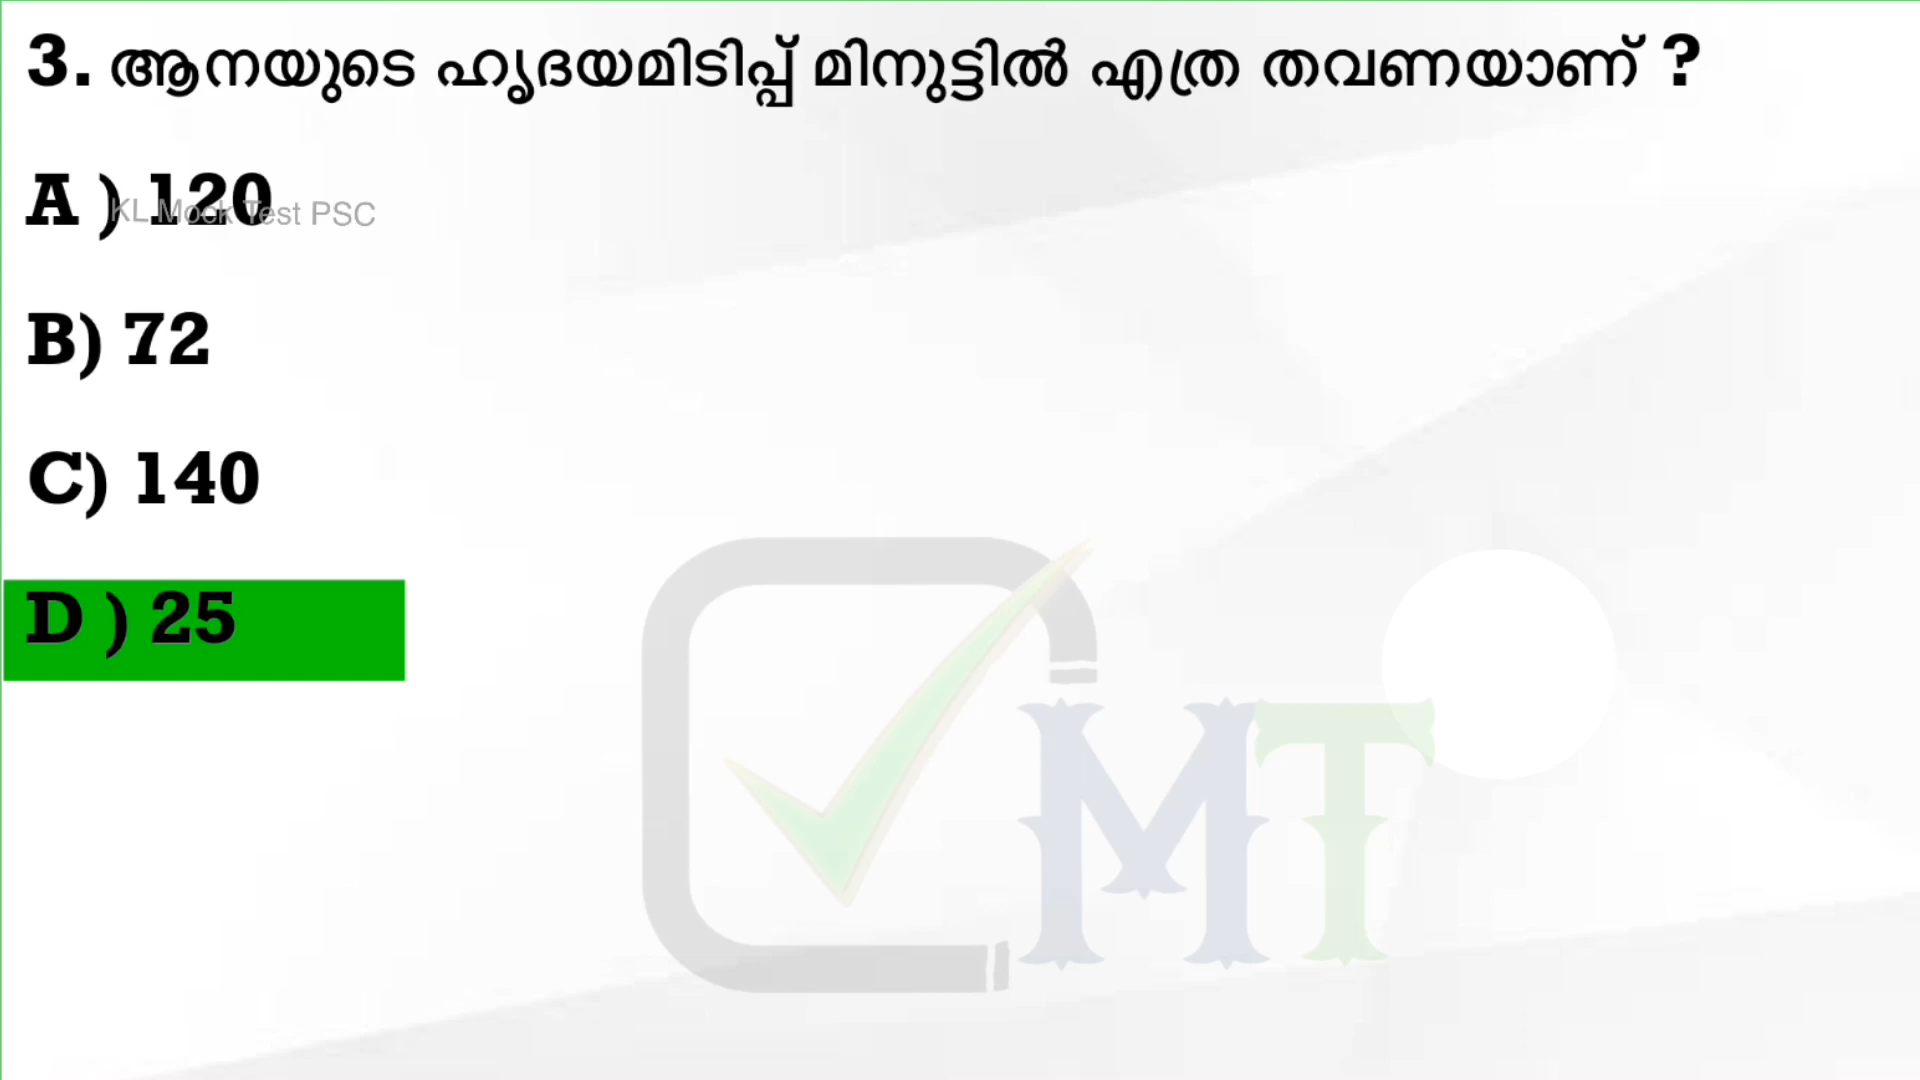 3. ആനയുടെ ഹൃദയമിടിപ്പ് മിനുട്ടിൽ എത്ര തവണയാണ് ?
A ) 120
KL Mock Test PSC
B) 72
C) 140
D ) 25
MT